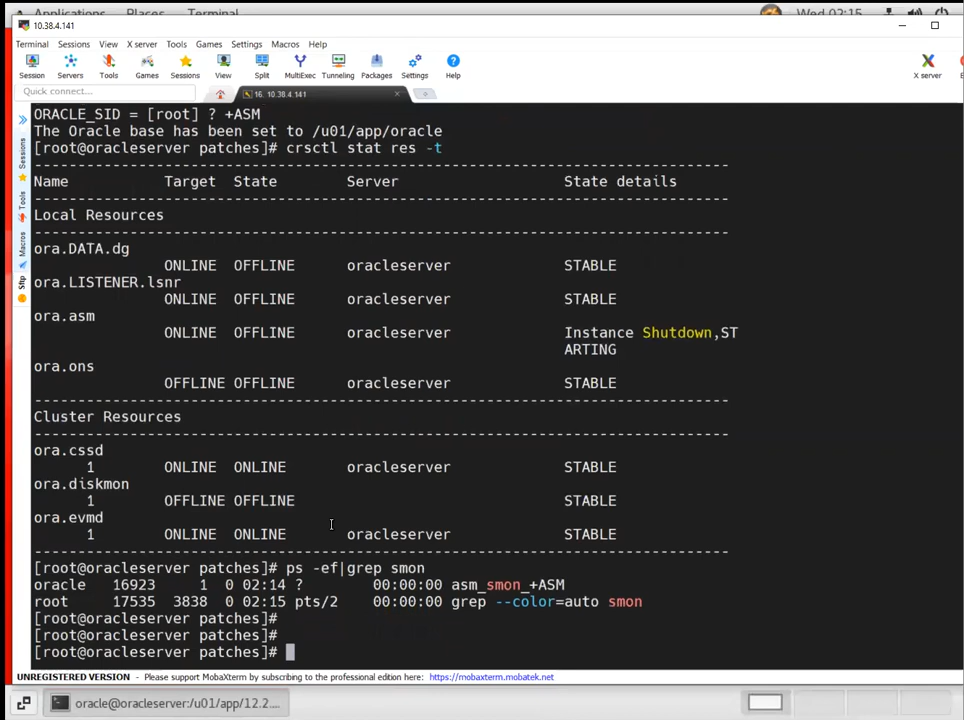 Applications Places Terminal Wed 02:15
10.38.4.141
Terminal Sessions View X server Tools Games Settings Macros Help
Session Servers Tools Games Sessions View Split MultiExec Tunneling Packages Settings Help X server
Quick connect...
16. 10.38.4.141
Sessions
Tools
Macros
Sftp
ORACLE_SID = [root] ? +ASM
The Oracle base has been set to /u01/app/oracle
[root@oracleserver patches]# crsctl stat res -t
--------------------------------------------------------------------------------
Name Target State Server State details
--------------------------------------------------------------------------------
Local Resources
--------------------------------------------------------------------------------
ora.DATA.dg
ONLINE OFFLINE oracleserver STABLE
ora.LISTENER.lsnr
ONLINE OFFLINE oracleserver STABLE
ora.asm
ONLINE OFFLINE oracleserver Instance Shutdown,ST
ARTING
ora.ons
OFFLINE OFFLINE oracleserver STABLE
--------------------------------------------------------------------------------
Cluster Resources
--------------------------------------------------------------------------------
ora.cssd
1 ONLINE ONLINE oracleserver STABLE
ora.diskmon
1 OFFLINE OFFLINE STABLE
ora.evmd
1 ONLINE ONLINE oracleserver STABLE
--------------------------------------------------------------------------------
[root@oracleserver patches]# ps -ef|grep smon
oracle 16923 1 0 02:14 ? 00:00:00 asm_smon_+ASM
root 17535 3838 0 02:15 pts/2 00:00:00 grep --color=auto smon
[root@oracleserver patches]#
[root@oracleserver patches]#
[root@oracleserver patches]#
UNREGISTERED VERSION - Please support MobaXterm by subscribing to the professional edition here: https://mobaxterm.mobatek.net
oracle@oracleserver:/u01/app/12.2....